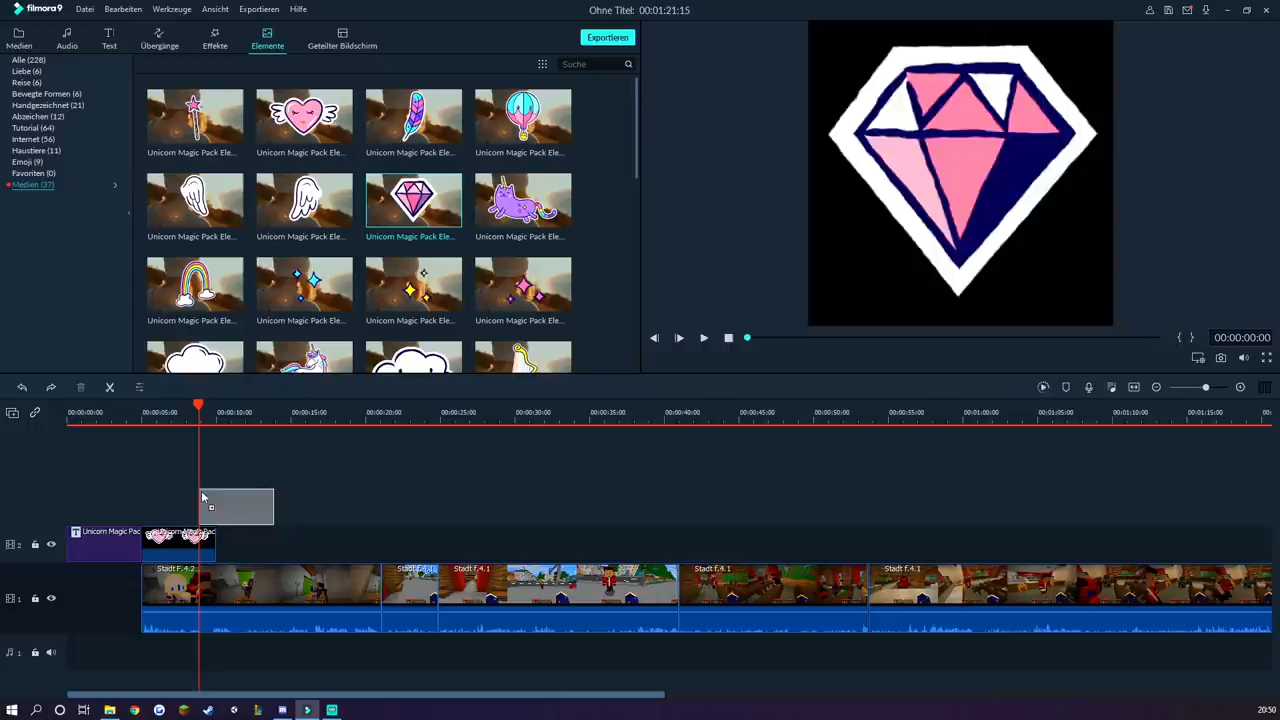 filmora9 Datei Bearbeiten Werkzeuge Ansicht Exportieren Hilfe Ohne Titel: 00:01:21:15
Medien Audio Text Übergänge Effekte Elemente Geteilter Bildschirm Exportieren
Alle (228)
Liebe (6)
Reise (6)
Bewegte Formen (6)
Handgezeichnet (21)
Abzeichen (12)
Tutorial (64)
Internet (56)
Haustiere (11)
Emoji (9)
Favoriten (0)
Medien (37)
Suche
Unicorn Magic Pack Ele... Unicorn Magic Pack Ele... Unicorn Magic Pack Ele... Unicorn Magic Pack Ele...
Unicorn Magic Pack Ele... Unicorn Magic Pack Ele... Unicorn Magic Pack Ele... Unicorn Magic Pack Ele...
Unicorn Magic Pack Ele... Unicorn Magic Pack Ele... Unicorn Magic Pack Ele... Unicorn Magic Pack Ele...
{ } 00:00:00:00
00:00:00:00 00:00:05:00 00:00:10:00 00:00:15:00 00:00:20:00 00:00:25:00 00:00:30:00 00:00:35:00 00:00:40:00 00:00:45:00 00:00:50:00 00:00:55:00 00:01:00:00 00:01:05:00 00:01:10:00 00:01:15:00
2 T Unicorn Magic Pac
1 Stadt F.4.2 Stadt f.4.1 Stadt f.4.1 Stadt f.4.1 Stadt f.4.1
1
20:50